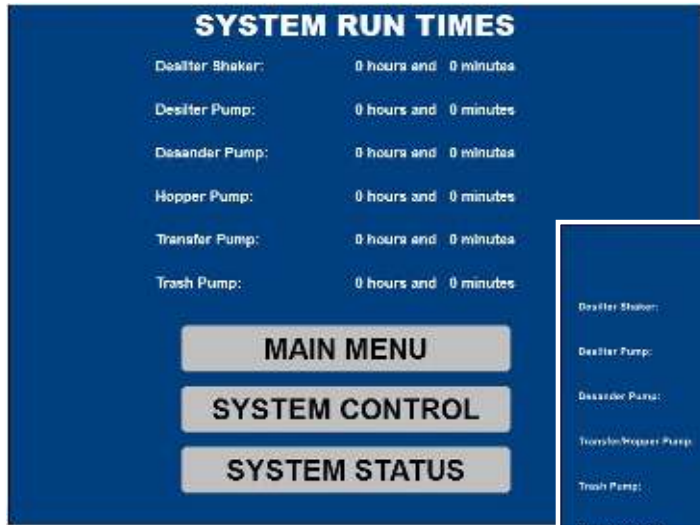 SYSTEM RUN TIMES
Desilter Shaker: 0 hours and 0 minutes
Desilter Pump: 0 hours and 0 minutes
Desander Pump: 0 hours and 0 minutes
Hopper Pump: 0 hours and 0 minutes
Transfer Pump: 0 hours and 0 minutes
Trash Pump: 0 hours and 0 minutes
MAIN MENU
SYSTEM CONTROL
SYSTEM STATUS
Desilter Shaker:
Desilter Pump:
Desander Pump:
Transfer/Hopper Pump:
Trash Pump: